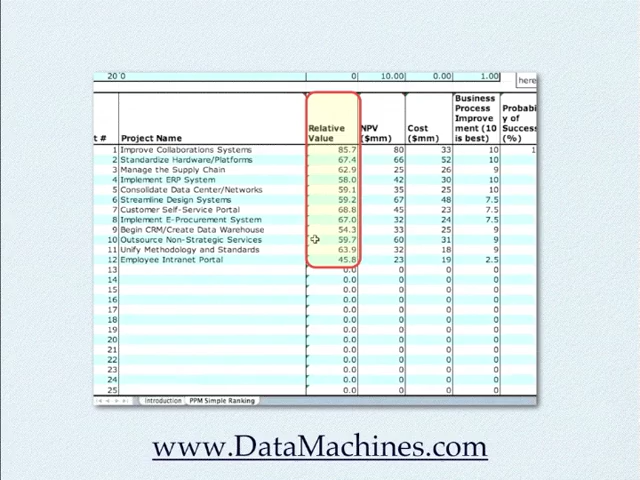 20 0 0 10.00 0.00 1.00
here
t # Project Name Relative Value NPV ($mm) Cost ($mm) Business Process Improve ment (10 is best) Probabi y of Success (%)
1 Improve Collaborations Systems 85.7 80 33 10 1
2 Standardize Hardware/Platforms 67.4 66 52 10
3 Manage the Supply Chain 62.9 25 26 9
4 Implement ERP System 58.0 42 30 10
5 Consolidate Data Center/Networks 59.1 35 25 10
6 Streamline Design Systems 59.2 67 48 7.5
7 Customer Self-Service Portal 68.8 45 23 7.5
8 Implement E-Procurement System 67.0 32 24 7.5
9 Begin CRM/Create Data Warehouse 54.3 33 25 9
10 Outsource Non-Strategic Services 59.7 60 31 9
11 Unify Methodology and Standards 63.9 32 18 9
12 Employee Intranet Portal 45.8 23 19 2.5
13 0.0 0 0 0
14 0.0 0 0 0
15 0.0 0 0 0
16 0.0 0 0 0
17 0.0 0 0 0
18 0.0 0 0 0
19 0.0 0 0 0
20 0.0 0 0 0
21 0.0 0 0 0
22 0.0 0 0 0
23 0.0 0 0 0
24 0.0 0 0 0
25 0.0 0 0 0
Introduction PPM Simple Ranking
www.DataMachines.com